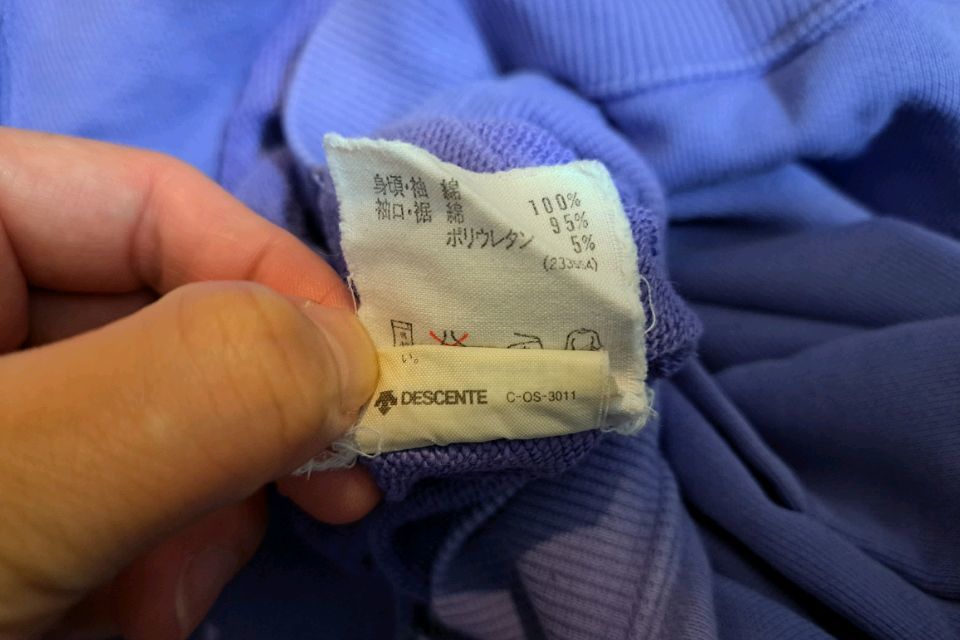 身頃・袖 綿 100%
袖口・裾 綿 95%
ポリウレタン 5%
い。
DESCENTE C-OS-3011